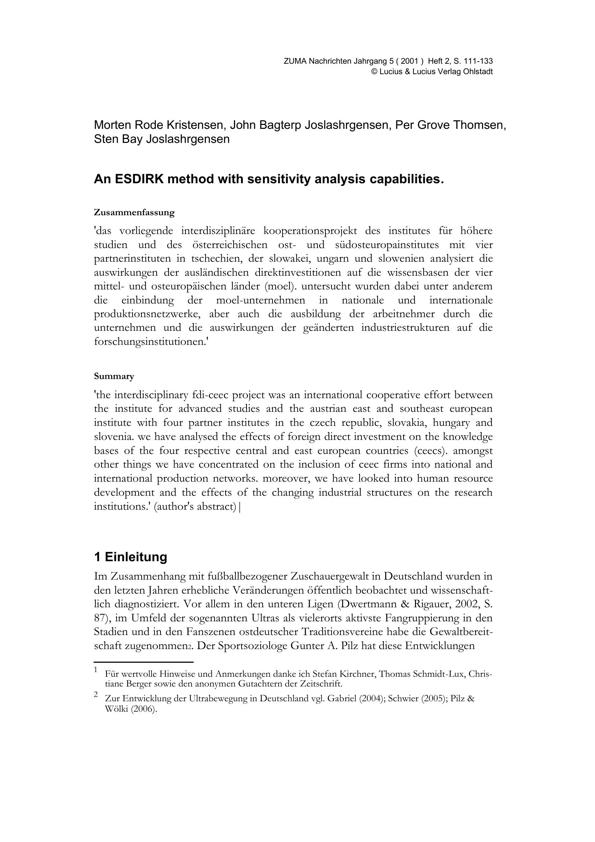 ZUMA Nachrichten Jahrgang 5 ( 2001 ) Heft 2, S. 111-133
© Lucius & Lucius Verlag Ohlstadt
Morten Rode Kristensen, John Bagterp Joslashrgensen, Per Grove Thomsen,
Sten Bay Joslashrgensen
An ESDIRK method with sensitivity analysis capabilities.
Zusammenfassung
'das vorliegende interdisziplinäre kooperationsprojekt des institutes für höhere
studien und des österreichischen ost- und südosteuropainstitutes mit vier
partnerinstituten in tschechien, der slowakei, ungarn und slowenien analysiert die
auswirkungen der ausländischen direktinvestitionen auf die wissensbasen der vier
mittel- und osteuropäischen länder (moel). untersucht wurden dabei unter anderem
die einbindung der moel-unternehmen in nationale und internationale
produktionsnetzwerke, aber auch die ausbildung der arbeitnehmer durch die
unternehmen und die auswirkungen der geänderten industriestrukturen auf die
forschungsinstitutionen.'
Summary
'the interdisciplinary fdi-ceec project was an international cooperative effort between
the institute for advanced studies and the austrian east and southeast european
institute with four partner institutes in the czech republic, slovakia, hungary and
slovenia. we have analysed the effects of foreign direct investment on the knowledge
bases of the four respective central and east european countries (ceecs). amongst
other things we have concentrated on the inclusion of ceec firms into national and
international production networks. moreover, we have looked into human resource
development and the effects of the changing industrial structures on the research
institutions.' (author's abstract)|
1 Einleitung
Im Zusammenhang mit fußballbezogener Zuschauergewalt in Deutschland wurden in
den letzten Jahren erhebliche Veränderungen öffentlich beobachtet und wissenschaft-
lich diagnostiziert. Vor allem in den unteren Ligen (Dwertmann & Rigauer, 2002, S.
87), im Umfeld der sogenannten Ultras als vielerorts aktivste Fangruppierung in den
Stadien und in den Fanszenen ostdeutscher Traditionsvereine habe die Gewaltbereit-
schaft zugenommen2. Der Sportsoziologe Gunter A. Pilz hat diese Entwicklungen
1 Für wertvolle Hinweise und Anmerkungen danke ich Stefan Kirchner, Thomas Schmidt-Lux, Chris-
tiane Berger sowie den anonymen Gutachtern der Zeitschrift.
2 Zur Entwicklung der Ultrabewegung in Deutschland vgl. Gabriel (2004); Schwier (2005); Pilz &
Wölki (2006).